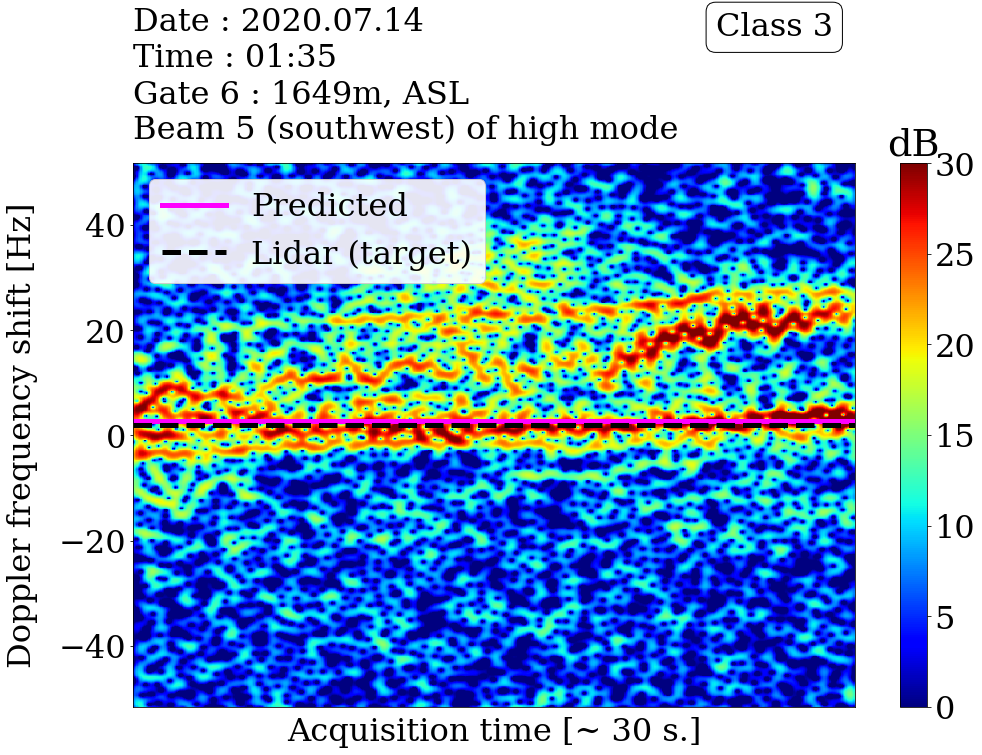 Date : 2020.07.14
Time : 01:35
Gate 6 : 1649m, ASL
Beam 5 (southwest) of high mode
Class 3
dB
30
25
20
15
10
5
0
Predicted
Lidar (target)
Doppler frequency shift [Hz]
40
20
0
−20
−40
Acquisition time [~ 30 s.]